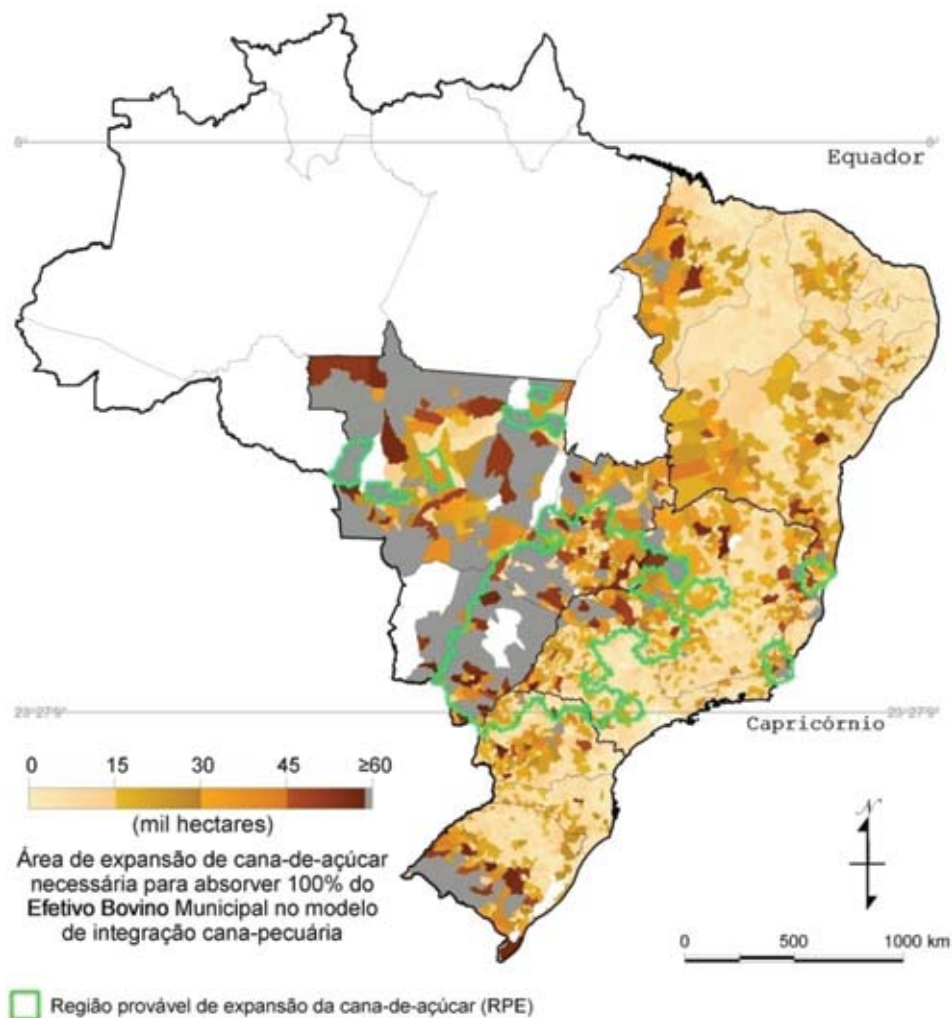 0° 0°
Equador
23°27'9" 23°27'9"
Capricórnio
0 15 30 45 ≥60
(mil hectares)
Área de expansão de cana-de-açúcar
necessária para absorver 100% do
Efetivo Bovino Municipal no modelo
de integração cana-pecuária
N
0 500 1000 km
Região provável de expansão da cana-de-açúcar (RPE)